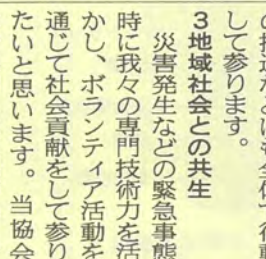 して参ります。
3地域社会との共生
災害発生などの緊急事態
時に我々の専門技術力を活
かし、ボランティア活動を
通じて社会貢献をして参り
たいと思います。当協会